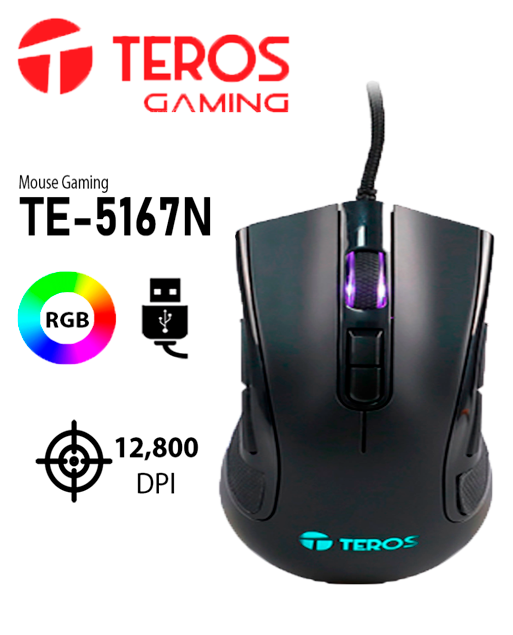 TEROS
GAMING
Mouse Gaming
TE-5167N
RGB
12,800
DPI
TEROS